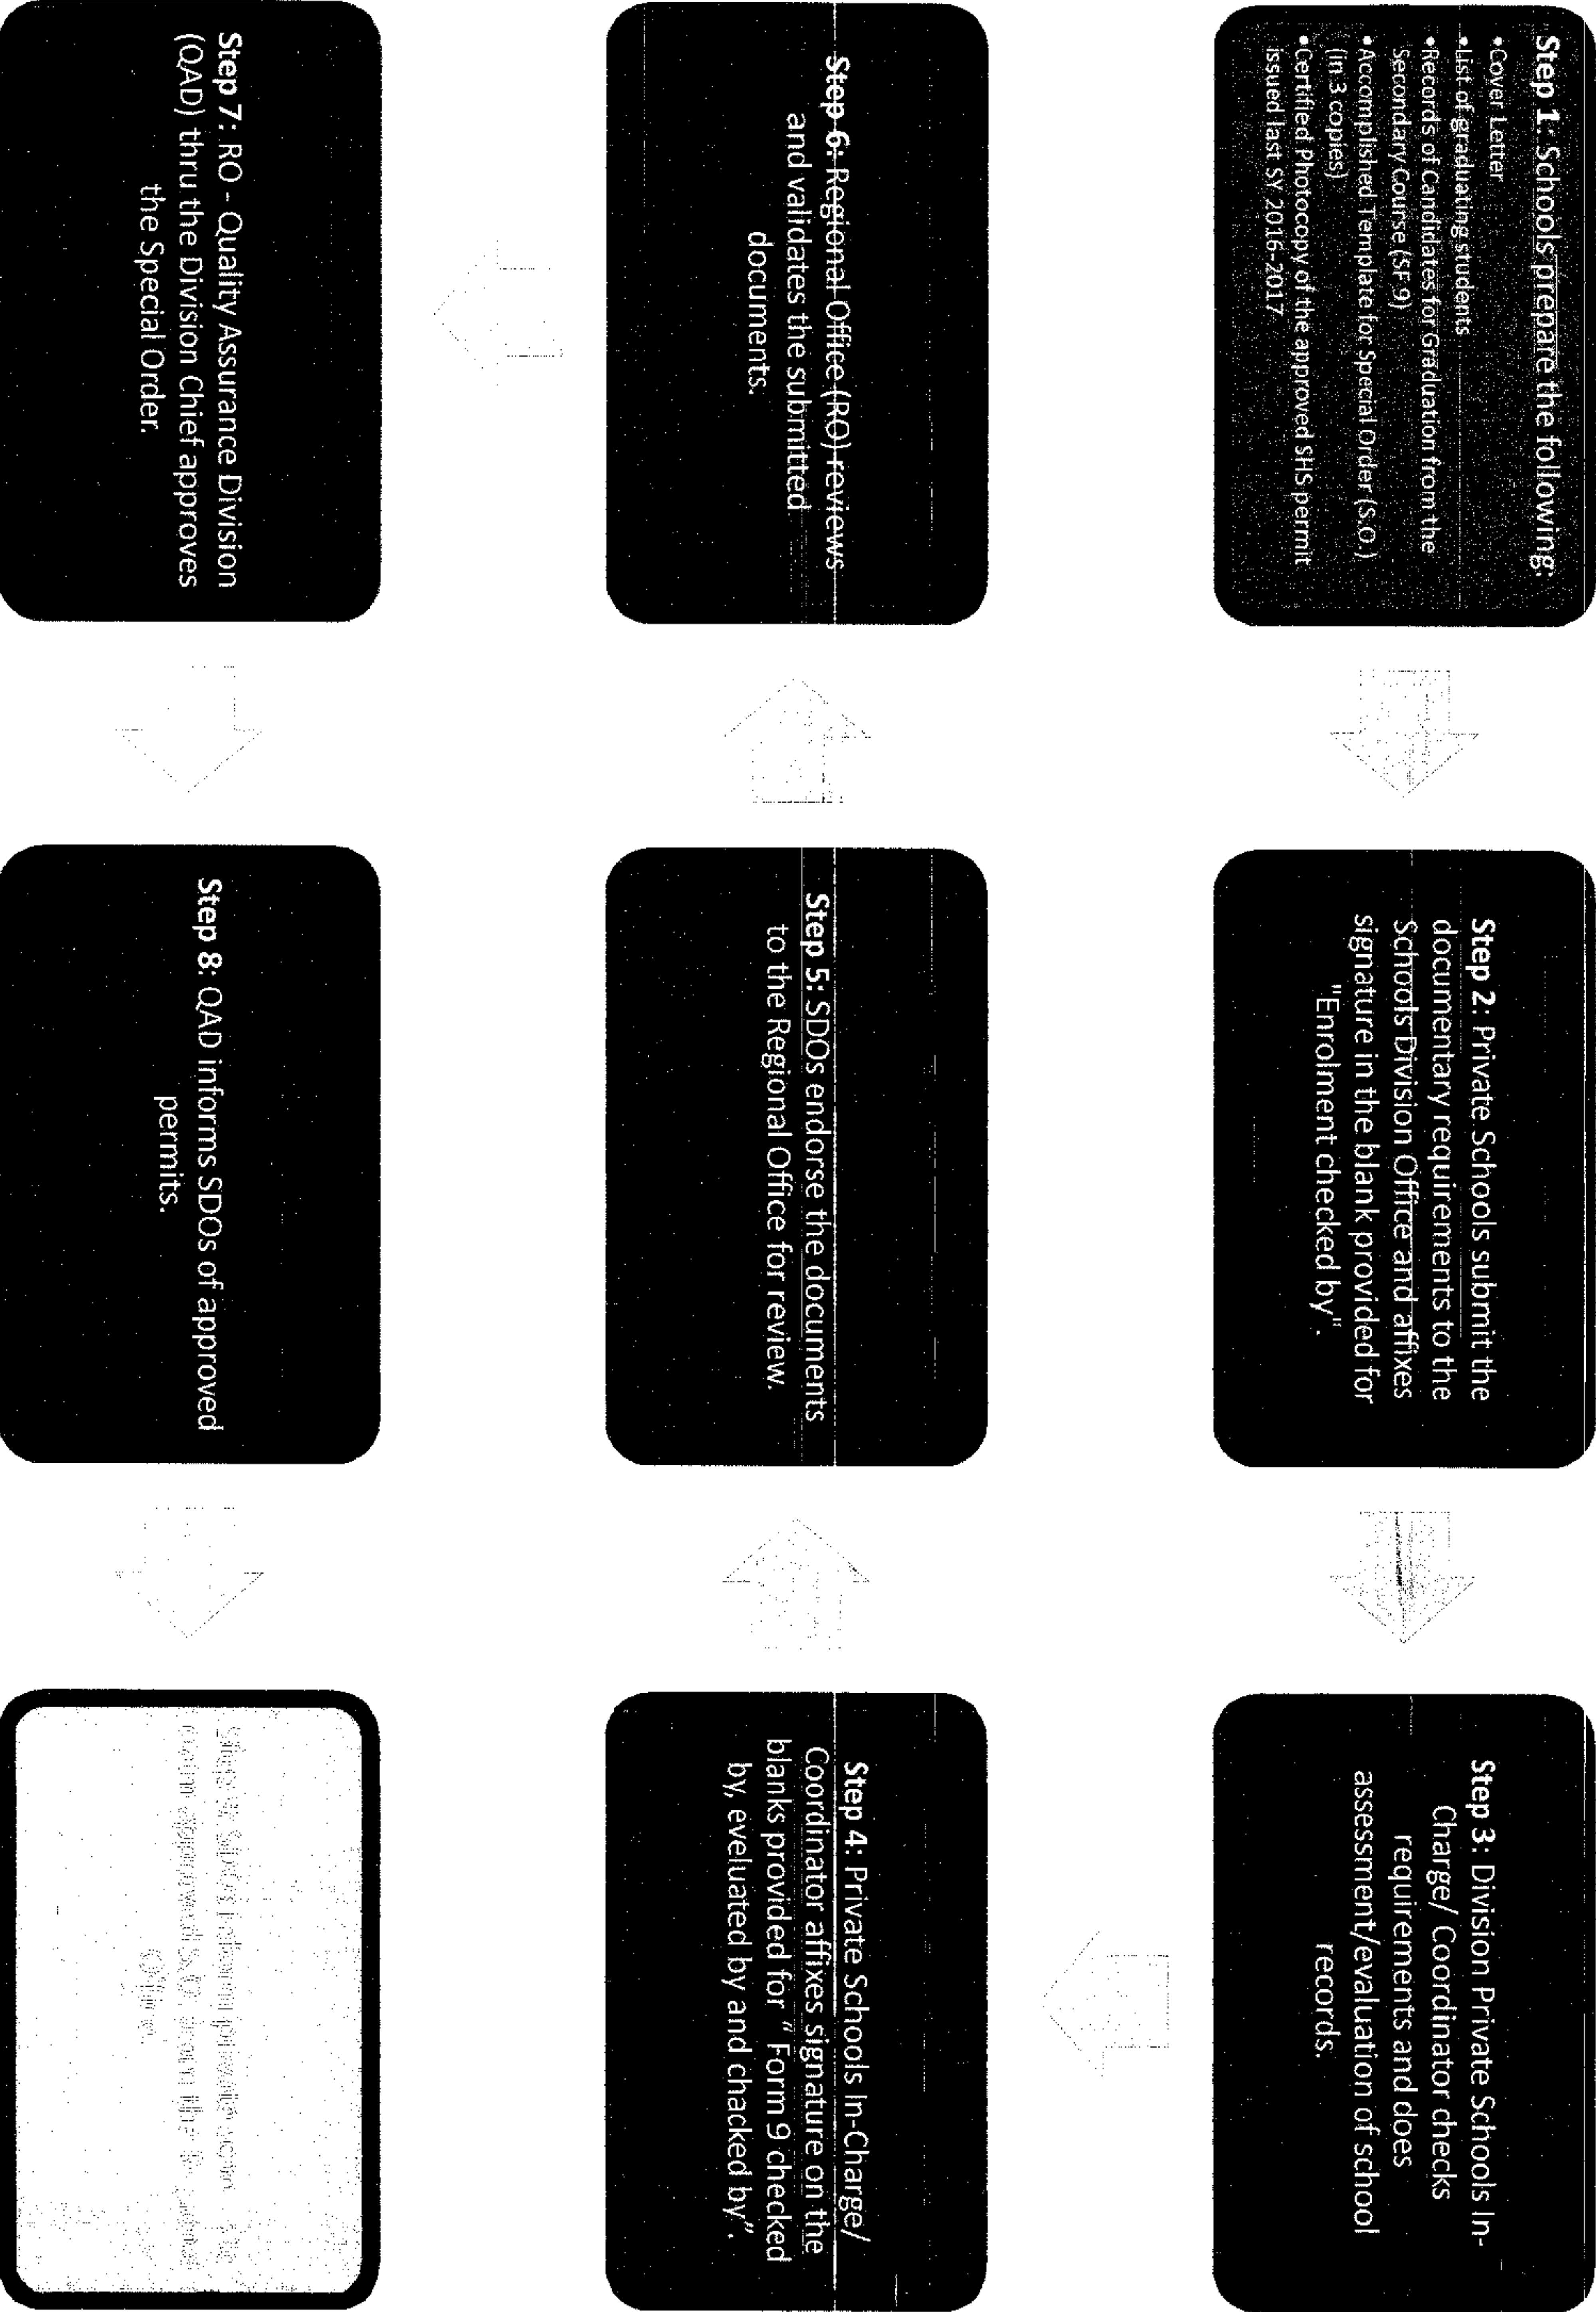 Step 1: Schools prepare the following:
•Cover Letter
•List of graduating students
•Records of Candidates for Graduation from the
Secondary Course (SF 9)
•Accomplished Template for Special Order (S.O.)
(in 3 copies)
•Certified Photocopy of the approved SHS permit
issued last SY 2016-2017
Step 2: Private Schools submit the
documentary requirements to the
Schools Division Office and affixes
signature in the blank provided for
"Enrolment checked by".
Step 3: Division Private Schools In-
Charge/ Coordinator checks
requirements and does
assessment/evaluation of school
records.
Step 4: Private Schools In-Charge/
Coordinator affixes signature on the
blanks provided for " Form 9 checked
by, eveluated by and chacked by".
Step 5: SDOs endorse the documents
to the Regional Office for review.
Step 6: Regional Office (RO) reviews
and validates the submitted
documents.
Step 7: RO - Quality Assurance Division
(QAD) thru the Division Chief approves
the Special Order.
Step 8: QAD informs SDOs of approved
permits.
private
approved S.O. from the